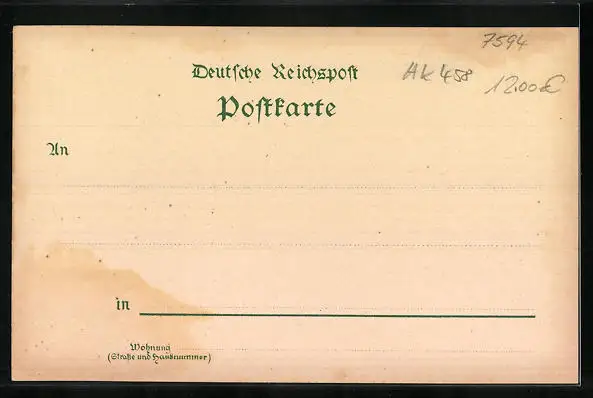 7594
Deutsche Reichspost
AK 458
12.00 €
Postkarte
An
in
Wohnung
(Straße und Hausnummer)